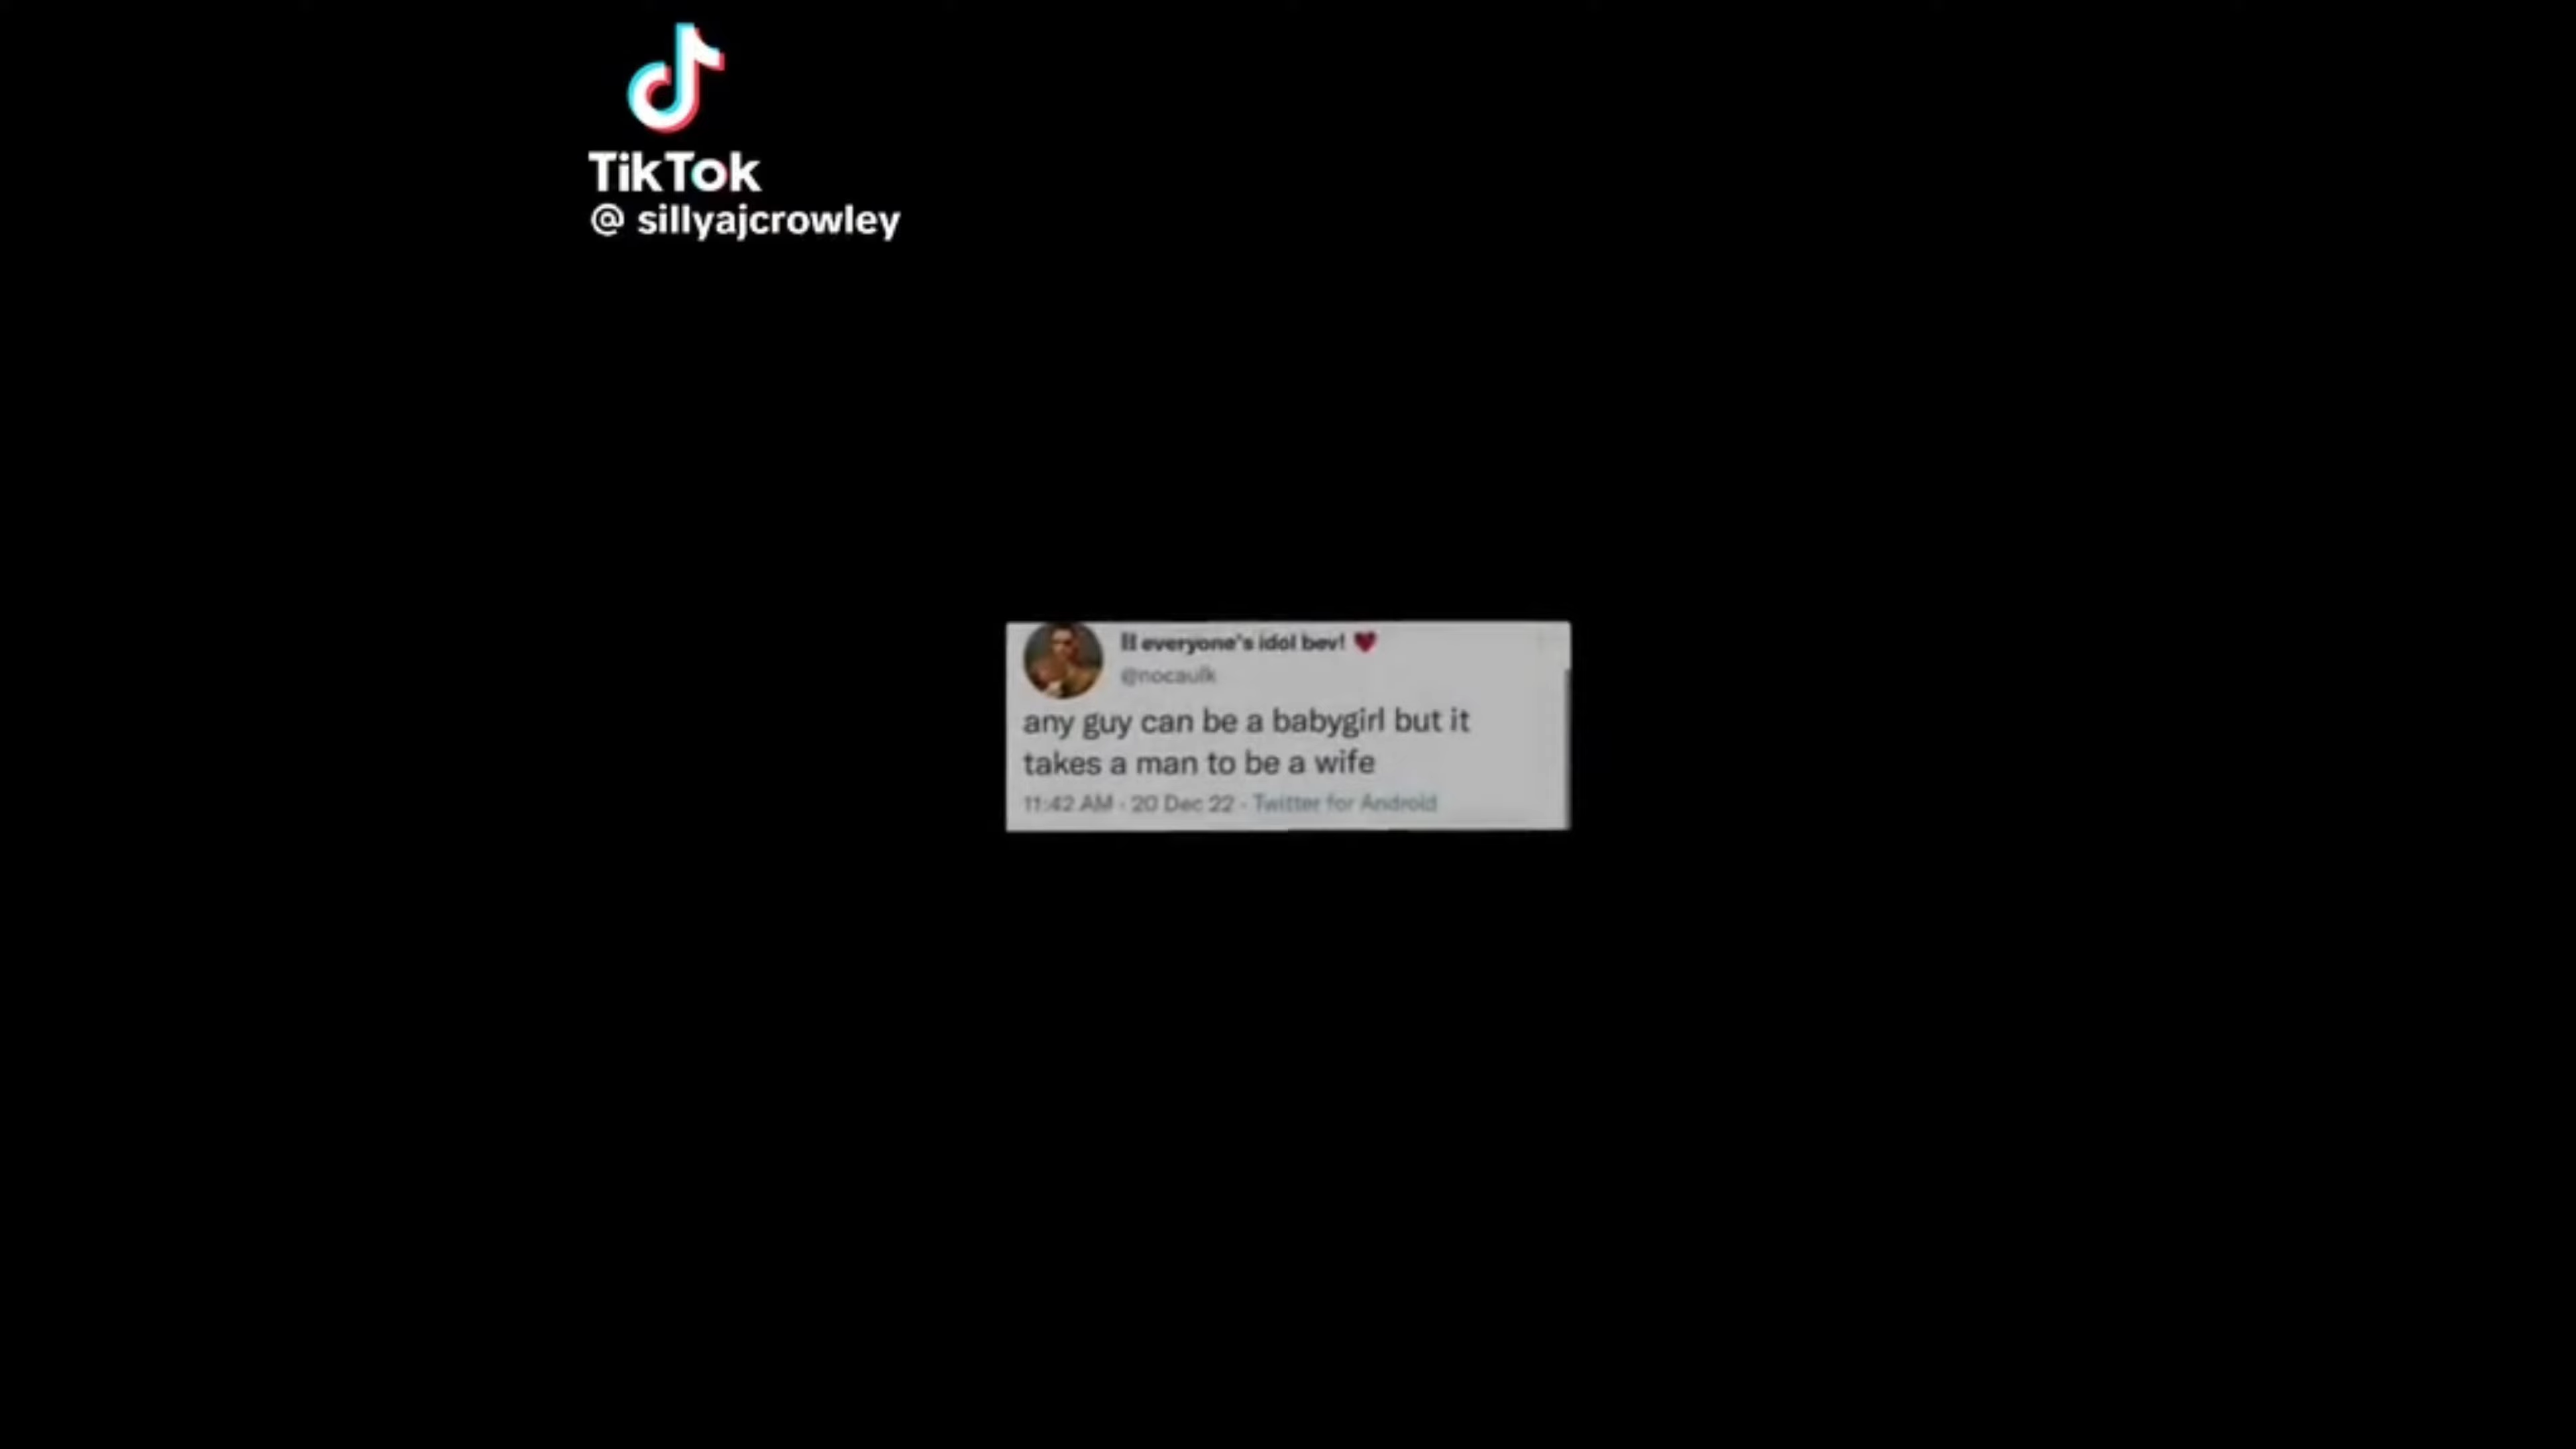 TikTok
@ sillyajcrowley
everyone's idol bev! ❤
@nocaulk
any guy can be a babygirl but it
takes a man to be a wife
11:42 AM · 20 Dec 22 · Twitter for Android